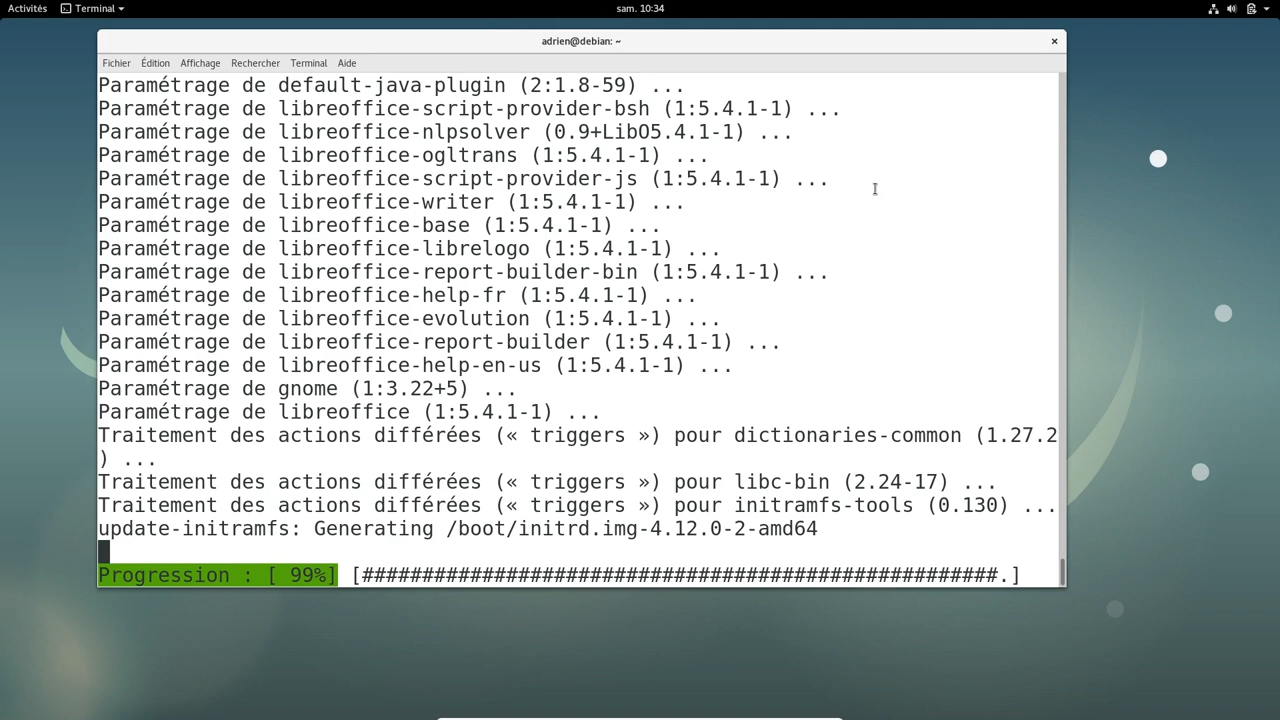 Activités Terminal sam. 10:34
adrien@debian: ~ ×
Fichier Édition Affichage Rechercher Terminal Aide
Paramétrage de default-java-plugin (2:1.8-59) ...
Paramétrage de libreoffice-script-provider-bsh (1:5.4.1-1) ...
Paramétrage de libreoffice-nlpsolver (0.9+LibO5.4.1-1) ...
Paramétrage de libreoffice-ogltrans (1:5.4.1-1) ...
Paramétrage de libreoffice-script-provider-js (1:5.4.1-1) ...
Paramétrage de libreoffice-writer (1:5.4.1-1) ...
Paramétrage de libreoffice-base (1:5.4.1-1) ...
Paramétrage de libreoffice-librelogo (1:5.4.1-1) ...
Paramétrage de libreoffice-report-builder-bin (1:5.4.1-1) ...
Paramétrage de libreoffice-help-fr (1:5.4.1-1) ...
Paramétrage de libreoffice-evolution (1:5.4.1-1) ...
Paramétrage de libreoffice-report-builder (1:5.4.1-1) ...
Paramétrage de libreoffice-help-en-us (1:5.4.1-1) ...
Paramétrage de gnome (1:3.22+5) ...
Paramétrage de libreoffice (1:5.4.1-1) ...
Traitement des actions différées (« triggers ») pour dictionaries-common (1.27.2
) ...
Traitement des actions différées (« triggers ») pour libc-bin (2.24-17) ...
Traitement des actions différées (« triggers ») pour initramfs-tools (0.130) ...
update-initramfs: Generating /boot/initrd.img-4.12.0-2-amd64
Progression : [ 99%] [#####################################################.]